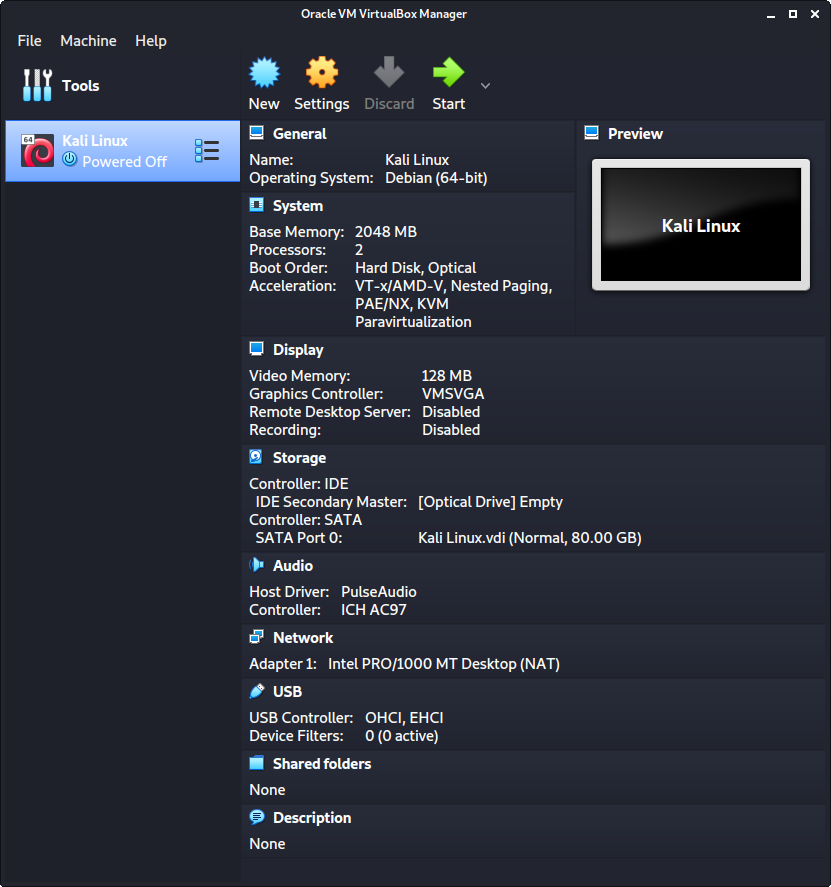 Oracle VM VirtualBox Manager
File Machine Help
Tools
New Settings Discard Start
64
Kali Linux
Powered Off
General
Name: Kali Linux
Operating System: Debian (64-bit)
Preview
Kali Linux
System
Base Memory: 2048 MB
Processors: 2
Boot Order: Hard Disk, Optical
Acceleration: VT-x/AMD-V, Nested Paging,
PAE/NX, KVM
Paravirtualization
Display
Video Memory: 128 MB
Graphics Controller: VMSVGA
Remote Desktop Server: Disabled
Recording: Disabled
Storage
Controller: IDE
IDE Secondary Master: [Optical Drive] Empty
Controller: SATA
SATA Port 0: Kali Linux.vdi (Normal, 80.00 GB)
Audio
Host Driver: PulseAudio
Controller: ICH AC97
Network
Adapter 1: Intel PRO/1000 MT Desktop (NAT)
USB
USB Controller: OHCI, EHCI
Device Filters: 0 (0 active)
Shared folders
None
Description
None